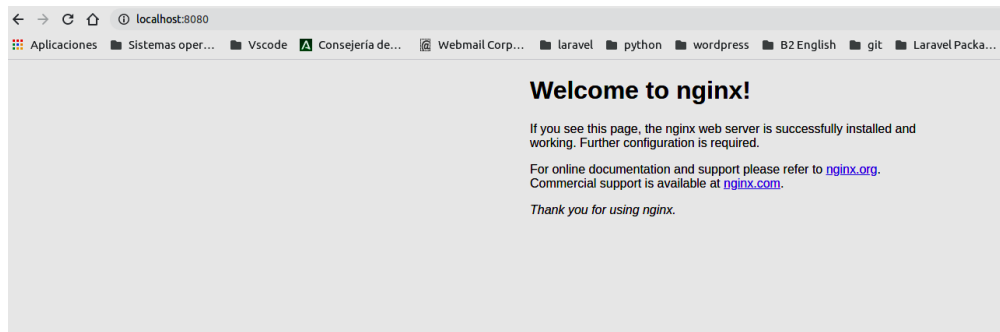 localhost:8080
Aplicaciones Sistemas oper... Vscode Consejería de... Webmail Corp... laravel python wordpress B2 English git Laravel Packa...
Welcome to nginx!
If you see this page, the nginx web server is successfully installed and
working. Further configuration is required.
For online documentation and support please refer to nginx.org.
Commercial support is available at nginx.com.
Thank you for using nginx.